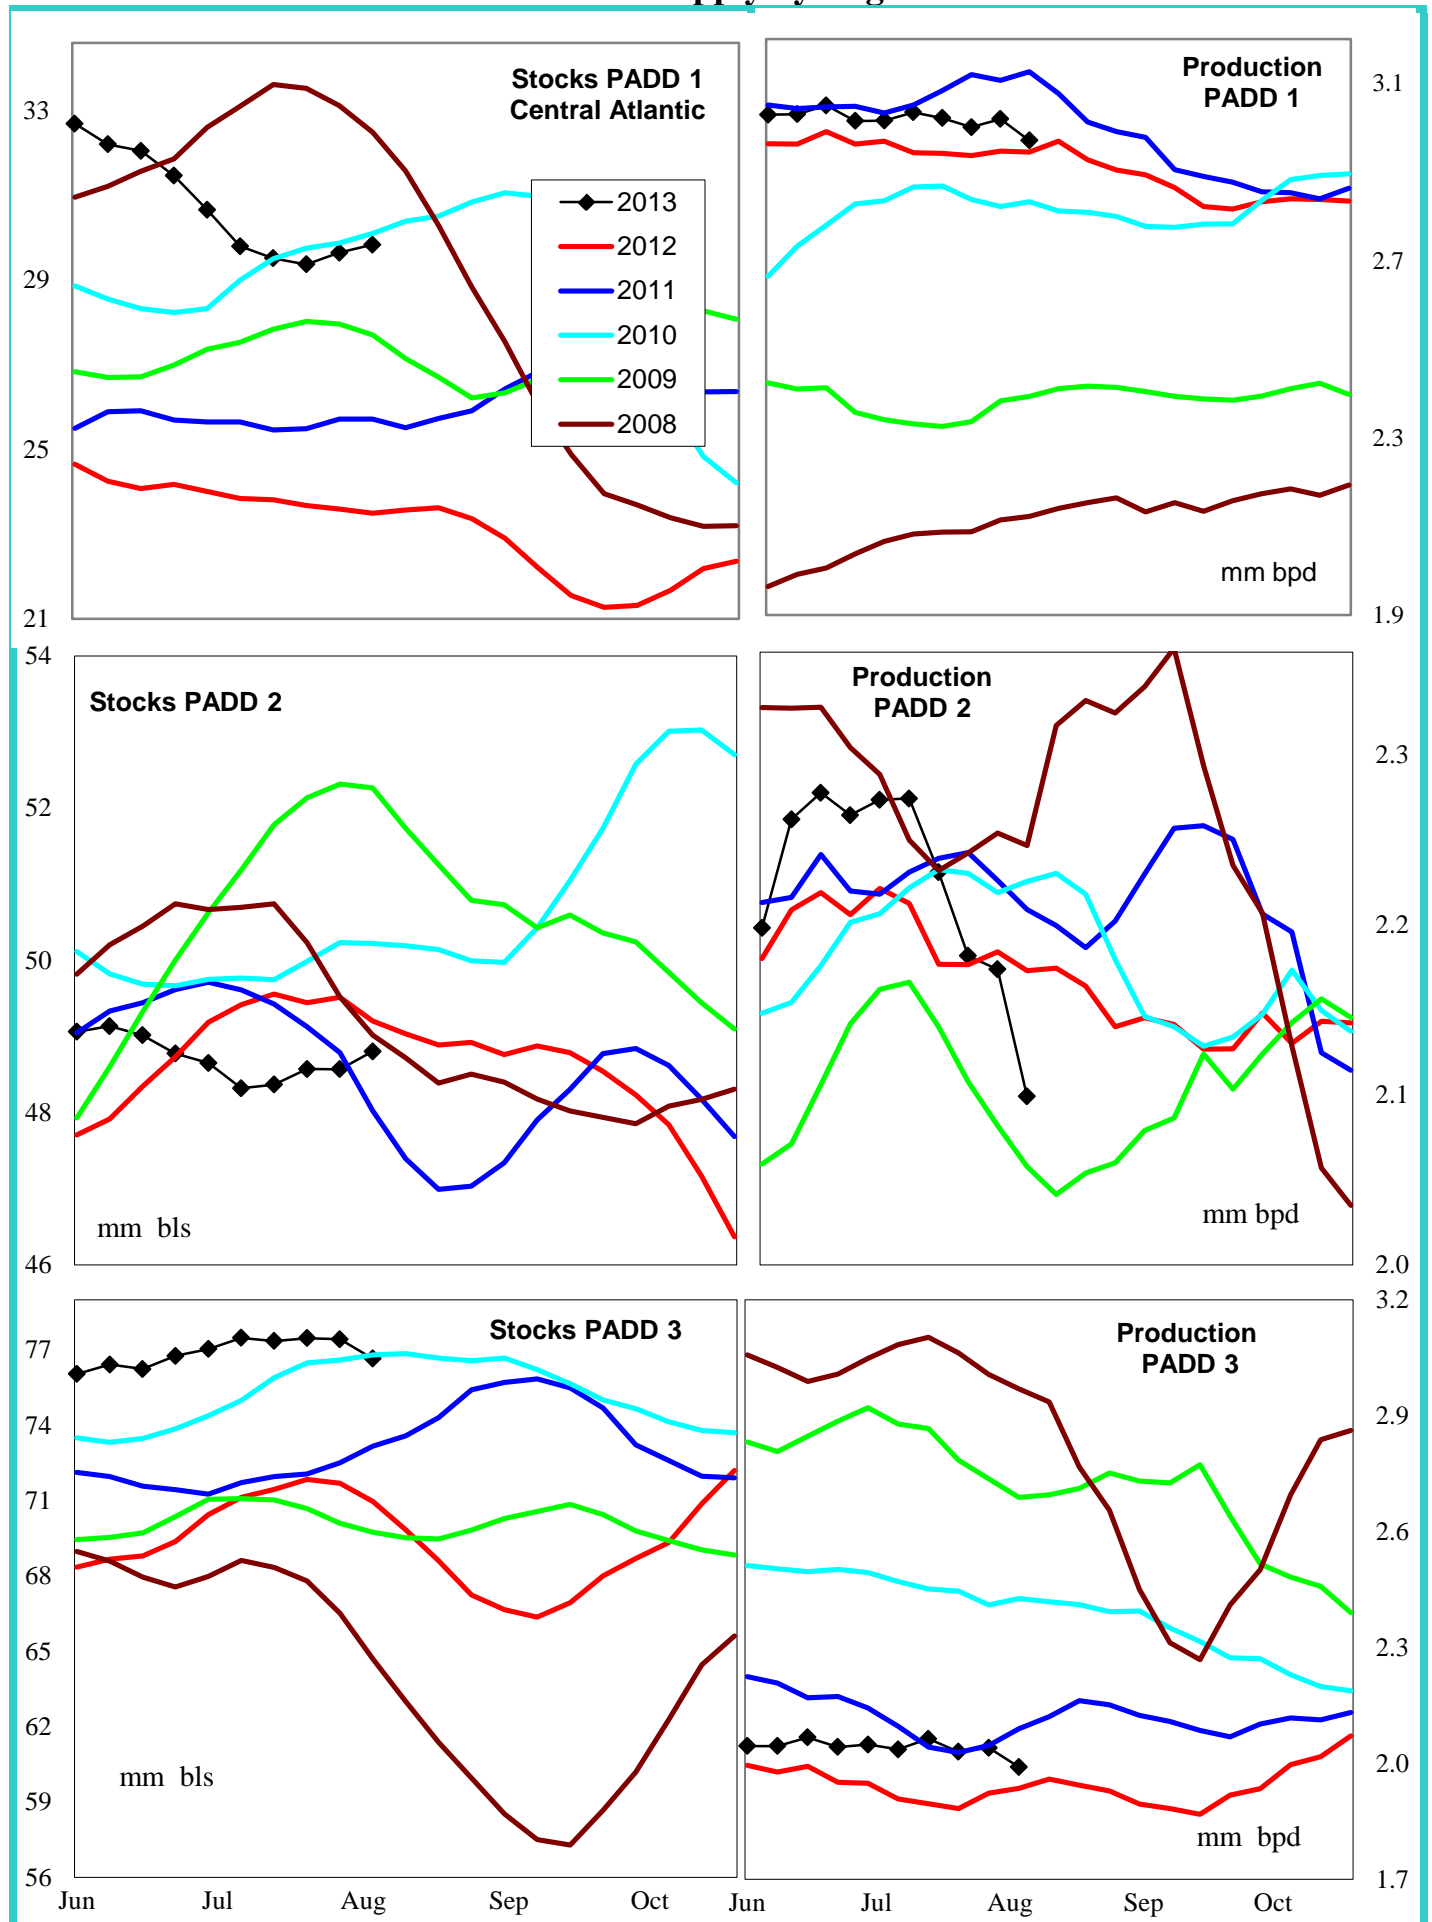 Stocks PADD 1
Central Atlantic
33
29
25
21
2013
2012
2011
2010
2009
2008
Production
PADD 1
3.1
2.7
2.3
1.9
mm bpd
54
52
50
48
46
Stocks PADD 2
mm bls
Production
PADD 2
2.3
2.2
2.1
2.0
mm bpd
77
74
71
68
65
62
59
56
Stocks PADD 3
mm bls
Jun Jul Aug Sep Oct
Production
PADD 3
3.2
2.9
2.6
2.3
2.0
1.7
mm bpd
Jun Jul Aug Sep Oct